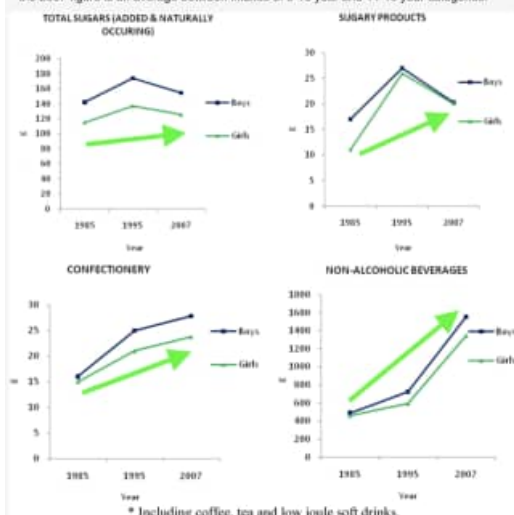 TOTAL SUGARS (ADDED & NATURALLY
OCCURING)
200
180
160
140
120
100
80
60
40
20
0
g
Boys
Girls
1985 1995 2007
Year
SUGARY PRODUCTS
30
25
20
15
10
5
0
g
Boys
Girls
1985 1995 2007
Year
CONFECTIONERY
30
25
20
15
10
5
0
g
Boys
Girls
1985 1995 2007
Year
NON-ALCOHOLIC BEVERAGES
1800
1600
1400
1200
1000
800
600
400
200
0
g
Boys
Girls
1985 1995 2007
Year
* Including coffee, tea and low joule soft drinks.